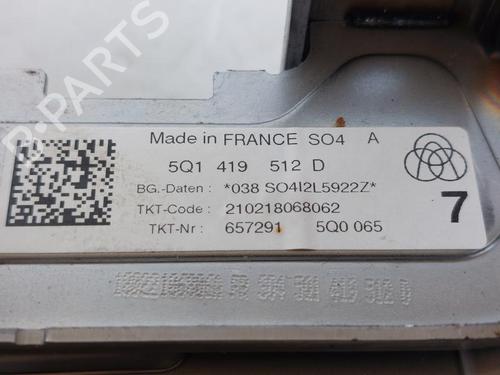 B-PARTS
Made in FRANCE SO4 A
5Q1 419 512 D
BG.-Daten : *038 SO4I2L5922Z*
TKT-Code : 210218068062
7
TKT-Nr : 657291 5Q0 065